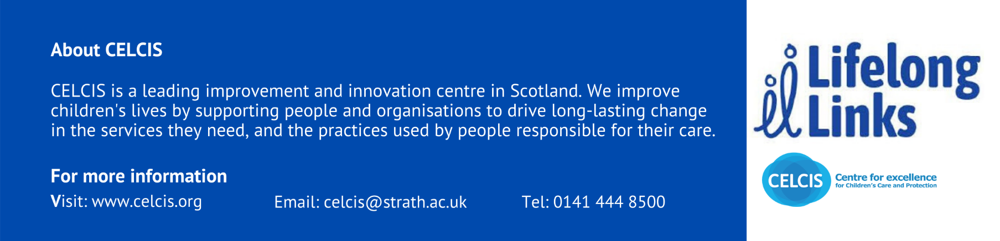 About CELCIS
CELCIS is a leading improvement and innovation centre in Scotland. We improve
children's lives by supporting people and organisations to drive long-lasting change
in the services they need, and the practices used by people responsible for their care.
For more information
Visit: www.celcis.org
Email: celcis@strath.ac.uk
Tel: 0141 444 8500
Lifelong
Links
CELCIS
Centre for excellence
for Children's Care and Protection